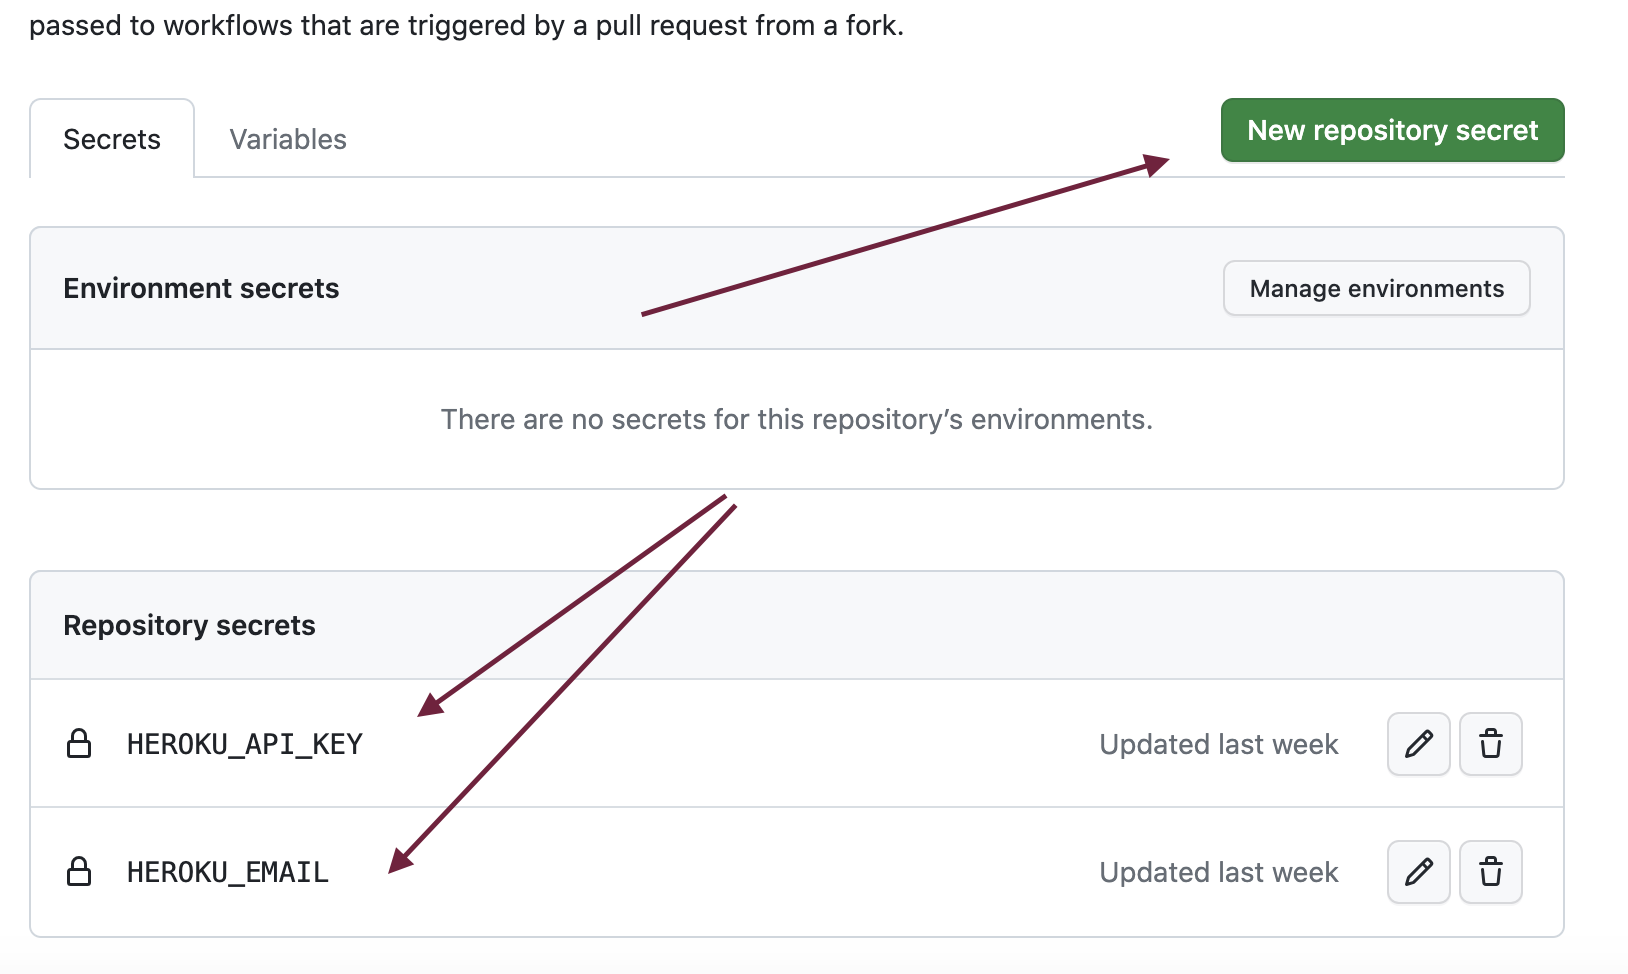 passed to workflows that are triggered by a pull request from a fork.
Secrets
Variables
New repository secret
Environment secrets
Manage environments
There are no secrets for this repository’s environments.
Repository secrets
HEROKU_API_KEY
Updated last week
HEROKU_EMAIL
Updated last week